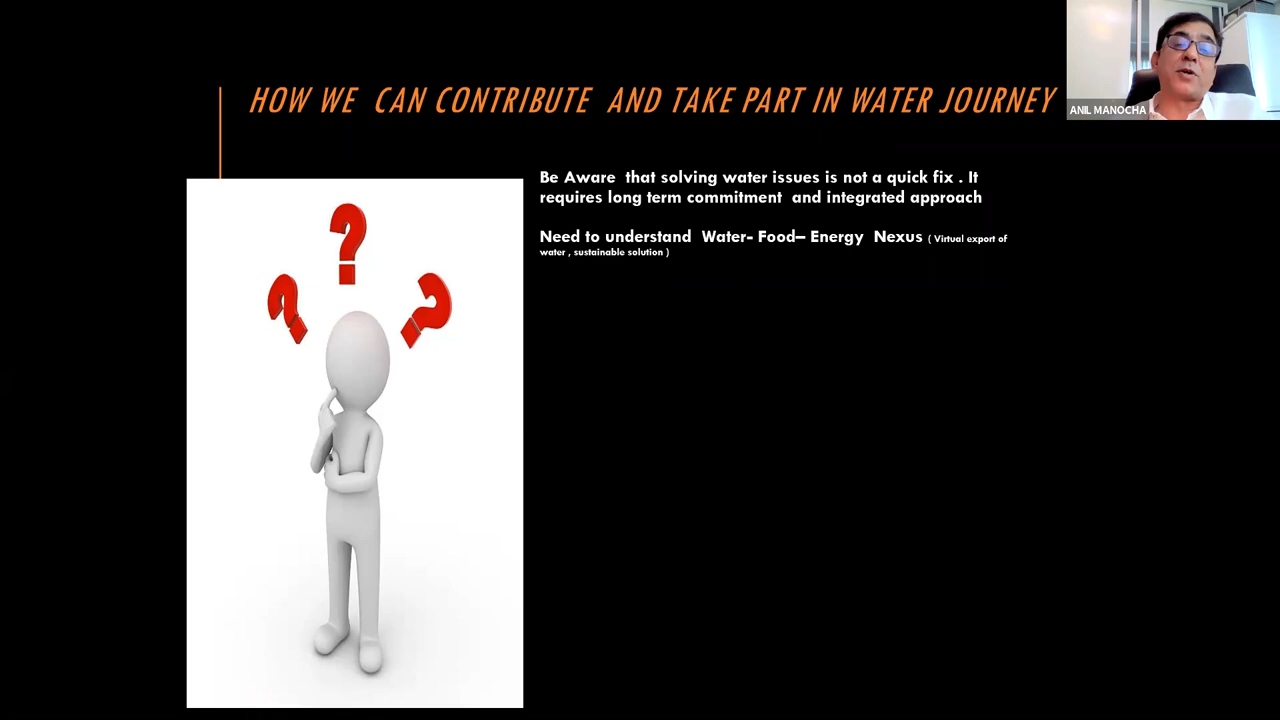 HOW WE CAN CONTRIBUTE AND TAKE PART IN WATER JOURNEY
ANIL MANOCHA
Be Aware that solving water issues is not a quick fix . It
requires long term commitment and integrated approach
Need to understand Water- Food– Energy Nexus ( Virtual export of
water , sustainable solution )